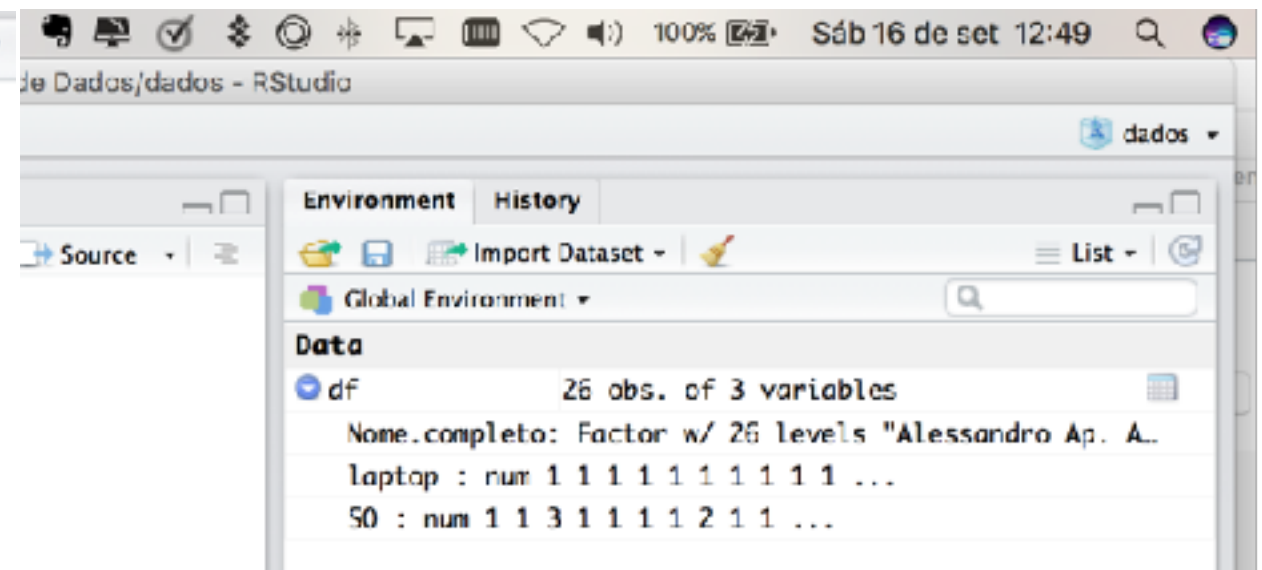 100% Sáb 16 de set 12:49
de Dados/dados - RStudio
dados
Environment History
Source Import Dataset List
Global Environment
Data
df 26 obs. of 3 variables
Nome.completo: Factor w/ 26 levels "Alessandro Ap. A…
laptop : num 1 1 1 1 1 1 1 1 1 1 ...
SO : num 1 1 3 1 1 1 1 2 1 1 ...